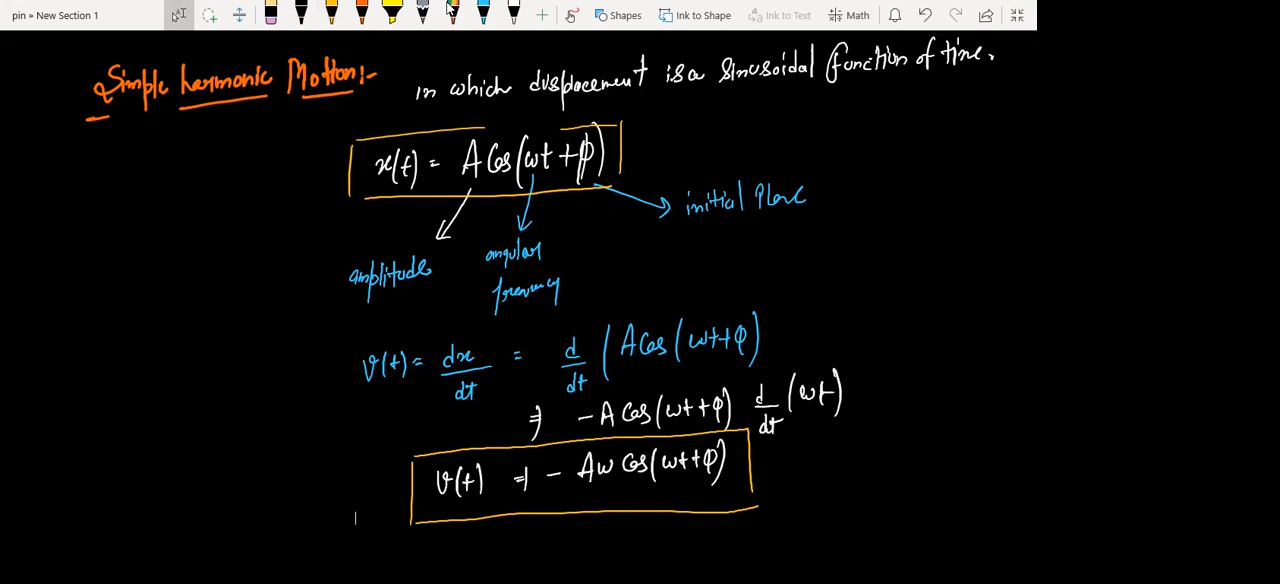 pin » New Section 1
Shapes
Ink to Shape
Ink to Text
Math
Simple harmonic Motion:-
in which displacement is a sinusoidal function of time.
x(t) = A Cos(ωt + φ)
initial
amplitude
angular
frequency
v(t) = dx/dt = d/dt (A Cos (ωt + φ)
⇒ - A Cos(ωt + φ) d/dt (ωt)
v(t) ⇒ - Aω Cos(ωt + φ)